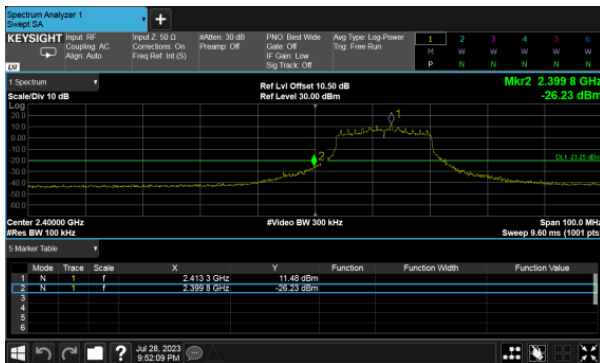 Spectrum Analyzer 1
Swept SA
+
KEYSIGHT Input: RF Input Z: 50 Ω #Atten: 30 dB PNO: Best Wide Avg Type: Log-Power 1 2 3 4 5 6
Coupling: AC Corrections: On Preamp: Off Gate: Off Trig: Free Run M W W W W W
Align: Auto Freq Ref: Int (S) IF Gain: Low P N N N N N
Sig Track: Off
LXI
1 Spectrum Ref Lvl Offset 10.50 dB Mkr2 2.399 8 GHz
Scale/Div 10 dB Ref Level 30.00 dBm -26.23 dBm
Log
20.0
10.0
0.00
-10.0
-20.0
-30.0
-40.0
-50.0
-60.0
1
2
DL1 -21.25 dBm
Center 2.40000 GHz #Video BW 300 kHz Span 100.0 MHz
#Res BW 100 kHz Sweep 9.60 ms (1001 pts)
5 Marker Table
Mode Trace Scale X Y Function Function Width Function Value
1 N 1 f 2.413 3 GHz 11.48 dBm
2 N 1 f 2.399 8 GHz -26.23 dBm
3
4
5
6
? Jul 28, 2023
9:52:09 PM